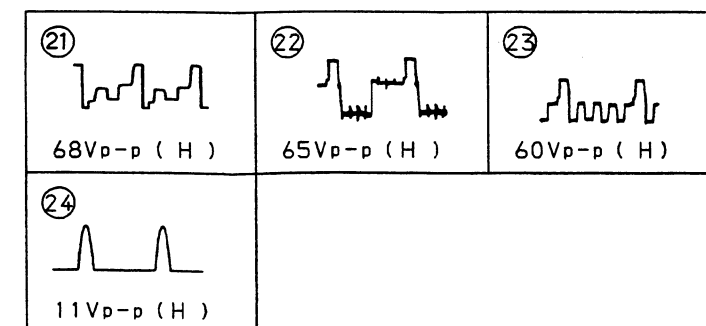 ㉑ ㉒ ㉓
68Vp-p ( H ) 65Vp-p ( H ) 60Vp-p ( H )
㉔
11Vp-p ( H )